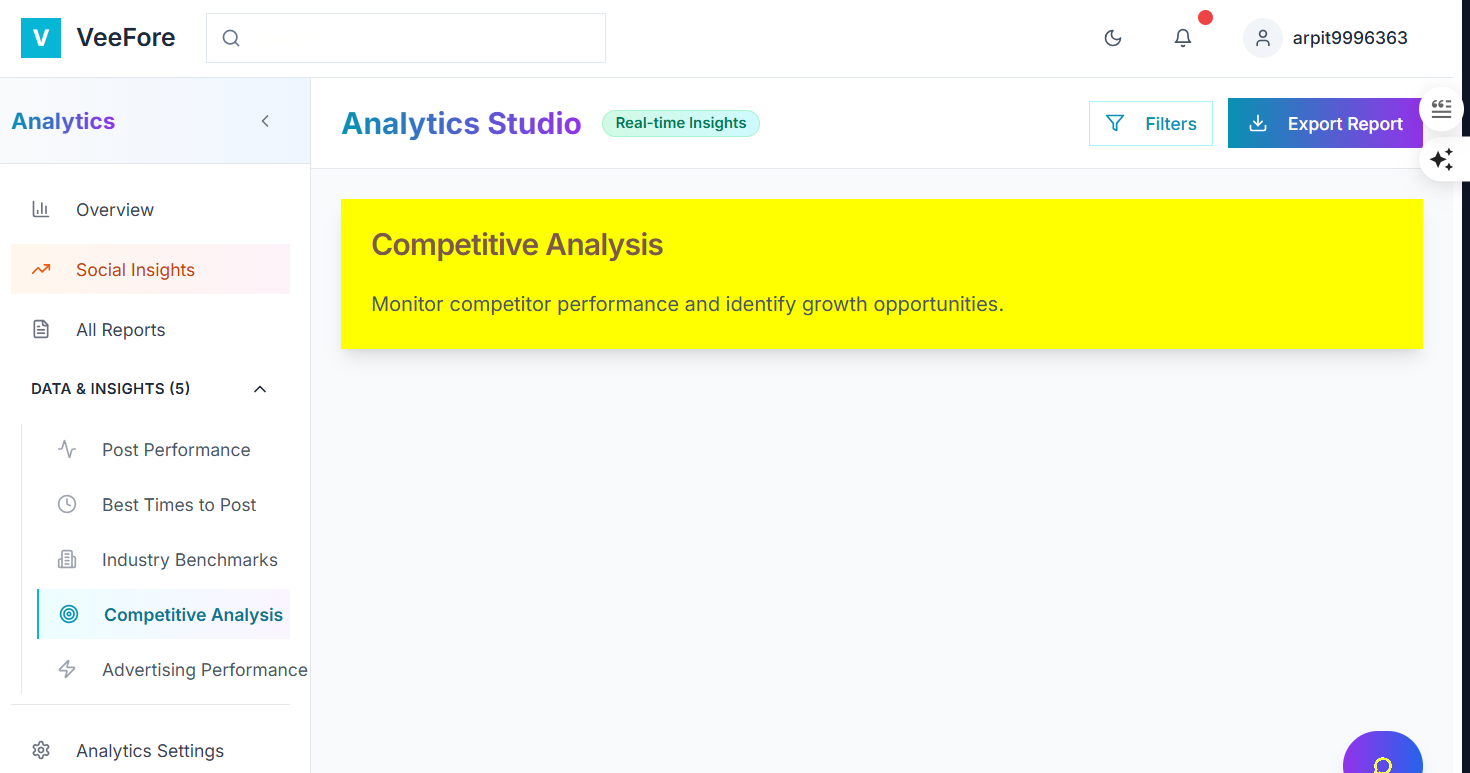 V VeeFore
arpit9996363
Analytics
Analytics Studio
Real-time Insights
Filters
Export Report
Overview
Social Insights
All Reports
DATA & INSIGHTS (5)
Post Performance
Best Times to Post
Industry Benchmarks
Competitive Analysis
Advertising Performance
Analytics Settings
Competitive Analysis
Monitor competitor performance and identify growth opportunities.